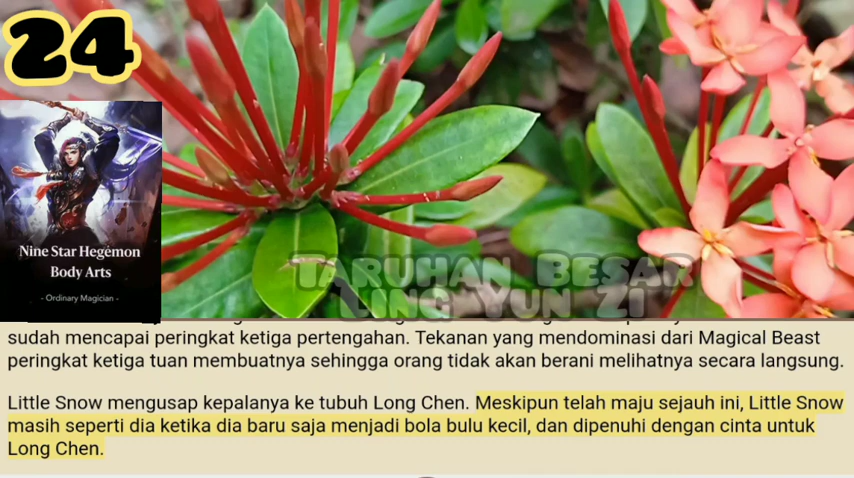 24
Nine Star Hegemon
Body Arts
- Ordinary Magician -
TARUHAN BESAR
LING YUN ZI
sudah mencapai peringkat ketiga pertengahan. Tekanan yang mendominasi dari Magical Beast
peringkat ketiga tuan membuatnya sehingga orang tidak akan berani melihatnya secara langsung.
Little Snow mengusap kepalanya ke tubuh Long Chen. Meskipun telah maju sejauh ini, Little Snow
masih seperti dia ketika dia baru saja menjadi bola bulu kecil, dan dipenuhi dengan cinta untuk
Long Chen.